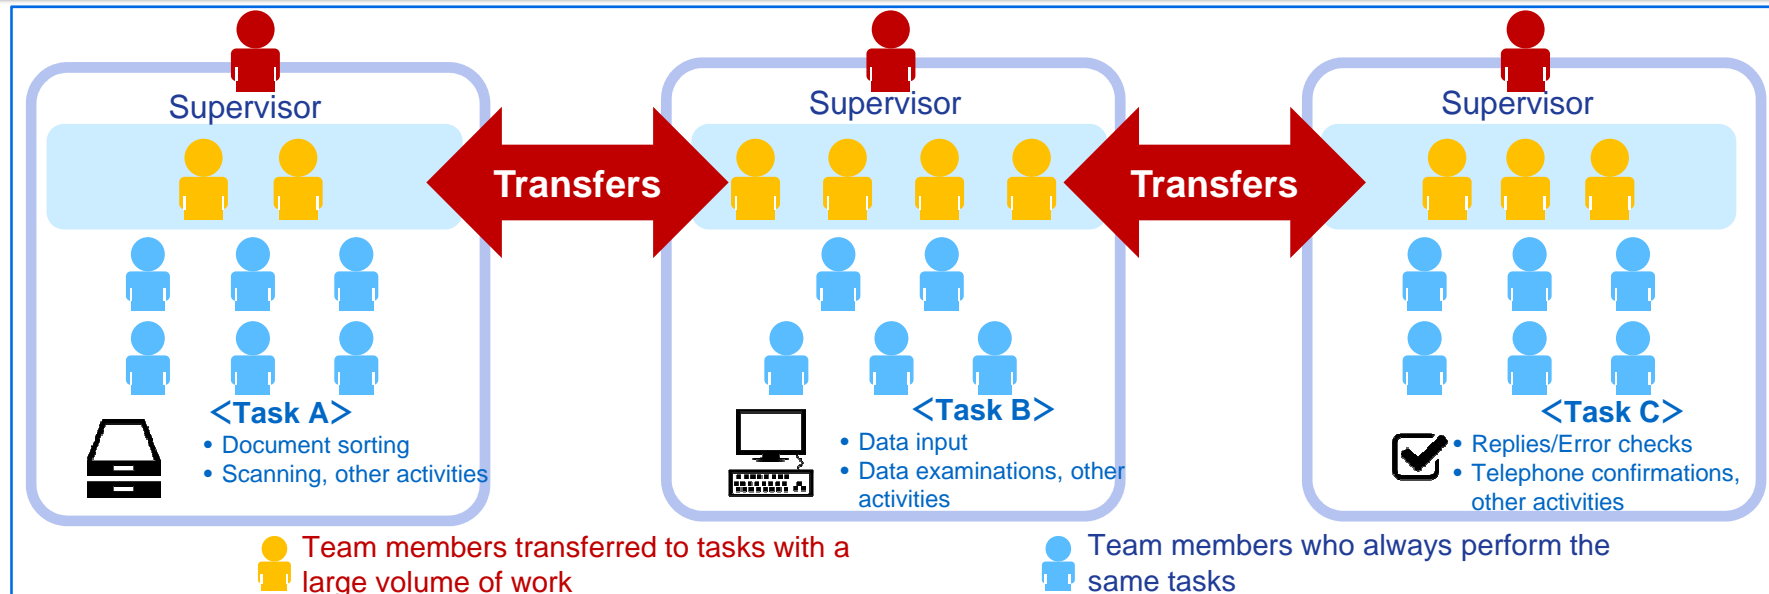 Supervisor
Supervisor
Supervisor
Transfers
Transfers
<Task A>
• Document sorting
• Scanning, other activities
<Task B>
• Data input
• Data examinations, other
activities
<Task C>
• Replies/Error checks
• Telephone confirmations,
other activities
Team members transferred to tasks with a
large volume of work
Team members who always perform the
same tasks